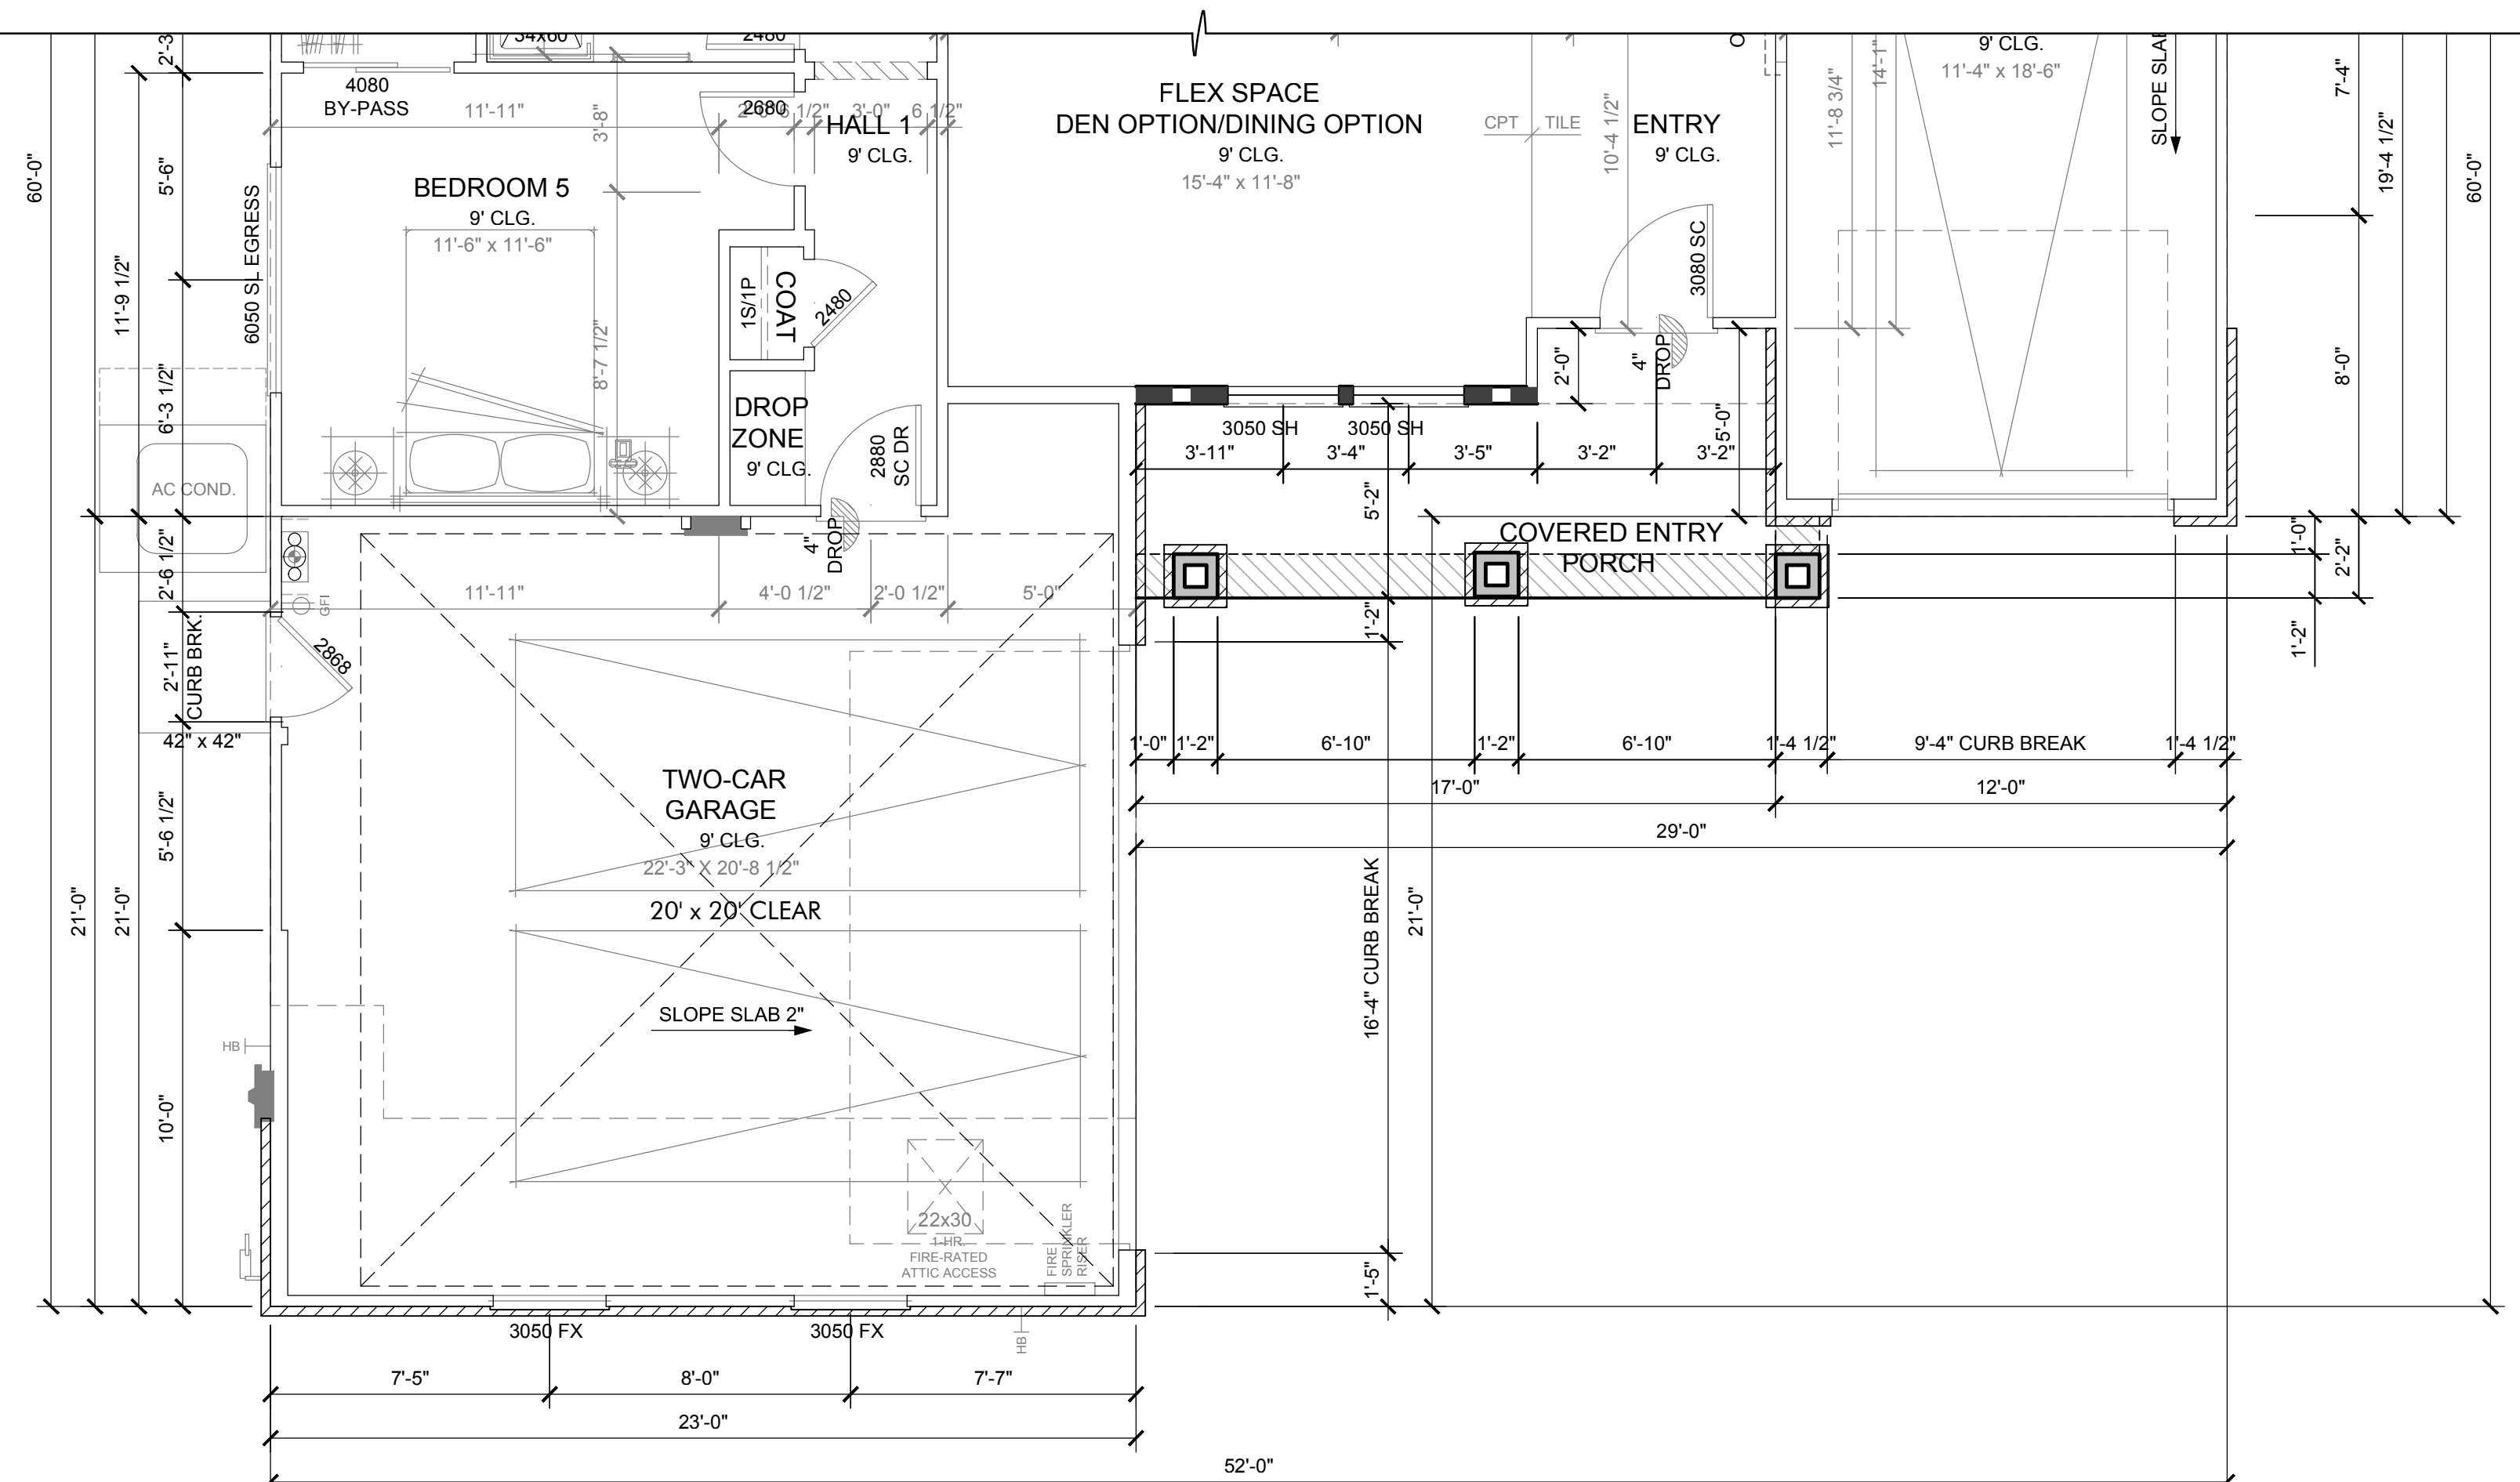 34x60
2480
2'-3
4080
BY-PASS
11'-11"
3'-8"
2680
6 1/2"
3'-0"
6 1/2"
HALL 1
9' CLG.
FLEX SPACE
DEN OPTION/DINING OPTION
9' CLG.
15'-4" x 11'-8"
CPT
TILE
10'-4 1/2"
ENTRY
9' CLG.
11'-8 3/4"
14'-1"
9' CLG.
11'-4" x 18'-6"
7'-4"
19'-4 1/2"
60'-0"
60'-0"
5'-6"
11'-9 1/2"
6050 SL EGRESS
BEDROOM 5
9' CLG.
11'-6" x 11'-6"
8'-7 1/2"
1S/1P
COAT
2480
3080 SC
4"
DROP
2'-0"
5'-0"
8'-0"
6'-3 1/2"
DROP
ZONE
9' CLG.
2880
SC DR
3050 SH
3050 SH
3'-11"
3'-4"
3'-5"
3'-2"
3'-2"
AC COND.
5'-2"
COVERED ENTRY
PORCH
1'-0"
2'-2"
1'-2"
2'-6 1/2"
GFI
11'-11"
4'-0 1/2"
4"
DROP
2'-0 1/2"
5'-0"
1'-2"
2'-11"
CURB BRK.
2868
42" x 42"
1'-0"
1'-2"
6'-10"
1'-2"
6'-10"
1'-4 1/2"
9'-4" CURB BREAK
1'-4 1/2"
17'-0"
12'-0"
29'-0"
TWO-CAR
GARAGE
9' CLG.
22'-3" X 20'-8 1/2"
20' x 20' CLEAR
5'-6 1/2"
21'-0"
21'-0"
16'-4" CURB BREAK
21'-0"
SLOPE SLAB 2"
HB
10'-0"
22x30
1-HR.
FIRE-RATED
ATTIC ACCESS
FIRE
SPRINKLER
RISER
1'-5"
3050 FX
3050 FX
HB
7'-5"
8'-0"
7'-7"
23'-0"
52'-0"